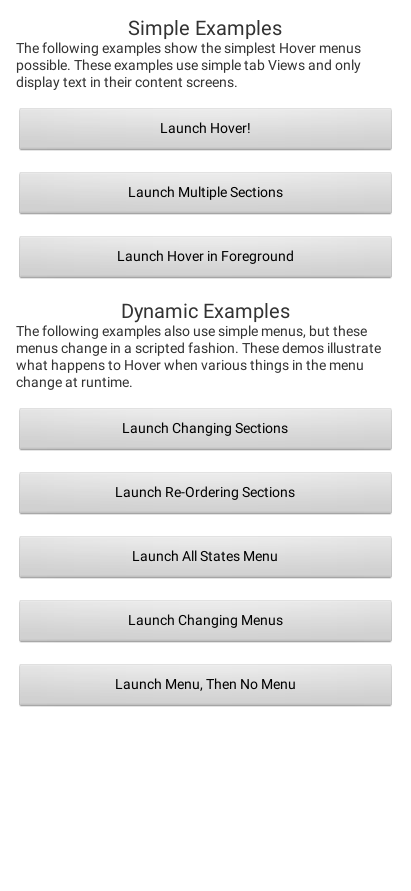 Simple Examples
The following examples show the simplest Hover menus
possible. These examples use simple tab Views and only
display text in their content screens.
Launch Hover!
Launch Multiple Sections
Launch Hover in Foreground
Dynamic Examples
The following examples also use simple menus, but these
menus change in a scripted fashion. These demos illustrate
what happens to Hover when various things in the menu
change at runtime.
Launch Changing Sections
Launch Re-Ordering Sections
Launch All States Menu
Launch Changing Menus
Launch Menu, Then No Menu